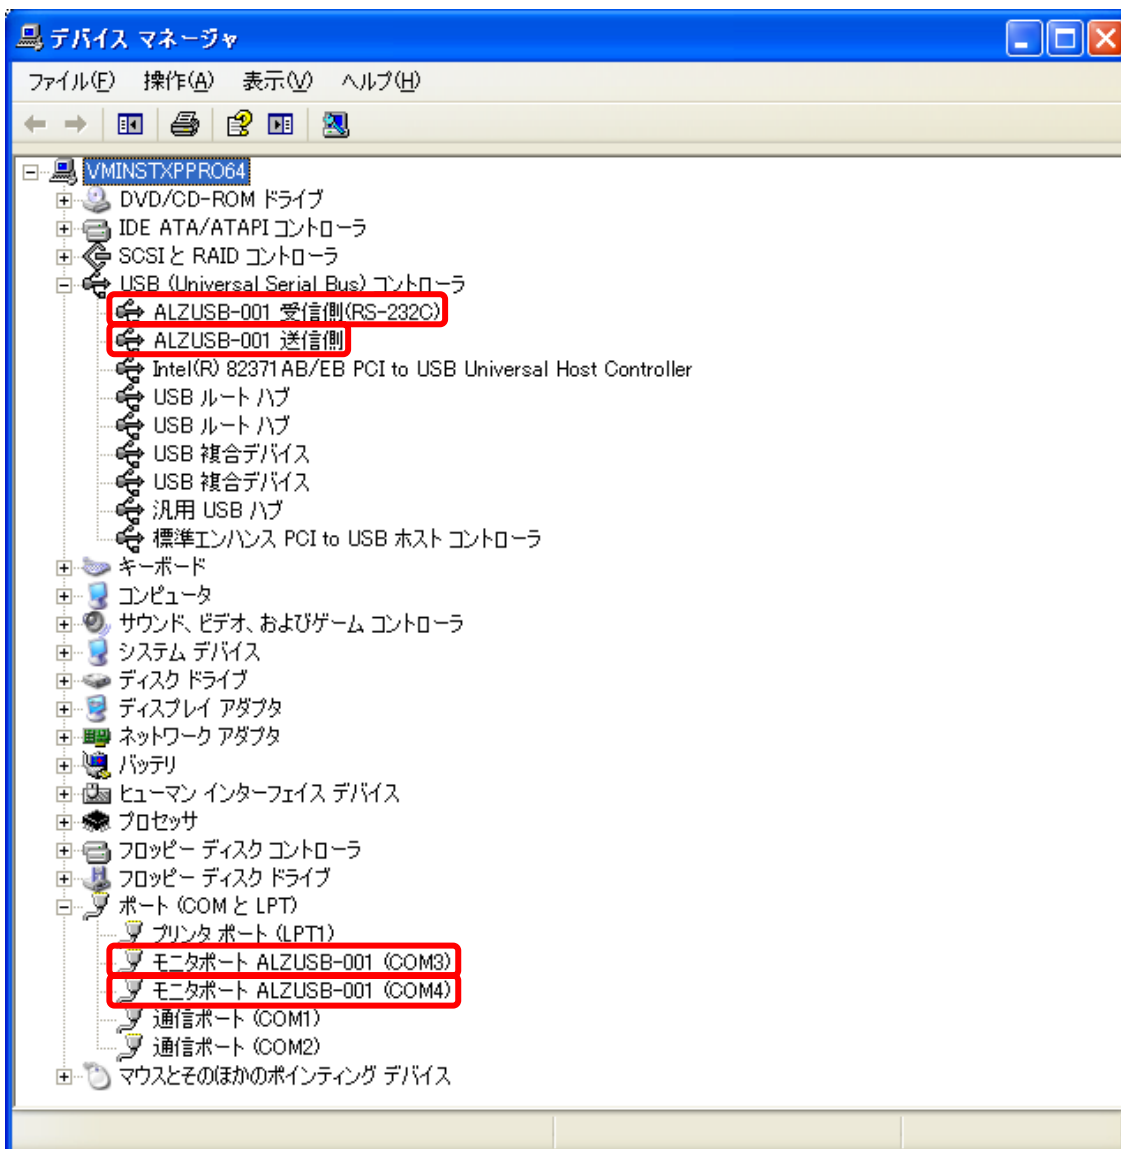 デバイス マネージャ
ファイル(F) 操作(A) 表示(V) ヘルプ(H)
VMINSTXPPRO64
DVD/CD-ROM ドライブ
IDE ATA/ATAPI コントローラ
SCSI と RAID コントローラ
USB (Universal Serial Bus) コントローラ
ALZUSB-001 受信側(RS-232C)
ALZUSB-001 送信側
Intel(R) 82371AB/EB PCI to USB Universal Host Controller
USB ルート ハブ
USB ルート ハブ
USB 複合デバイス
USB 複合デバイス
汎用 USB ハブ
標準エンハンス PCI to USB ホスト コントローラ
キーボード
コンピュータ
サウンド、ビデオ、およびゲーム コントローラ
システム デバイス
ディスク ドライブ
ディスプレイ アダプタ
ネットワーク アダプタ
バッテリ
ヒューマン インターフェイス デバイス
プロセッサ
フロッピー ディスク コントローラ
フロッピー ディスク ドライブ
ポート (COM と LPT)
プリンタ ポート (LPT1)
モニタポート ALZUSB-001 (COM3)
モニタポート ALZUSB-001 (COM4)
通信ポート (COM1)
通信ポート (COM2)
マウスとそのほかのポインティング デバイス